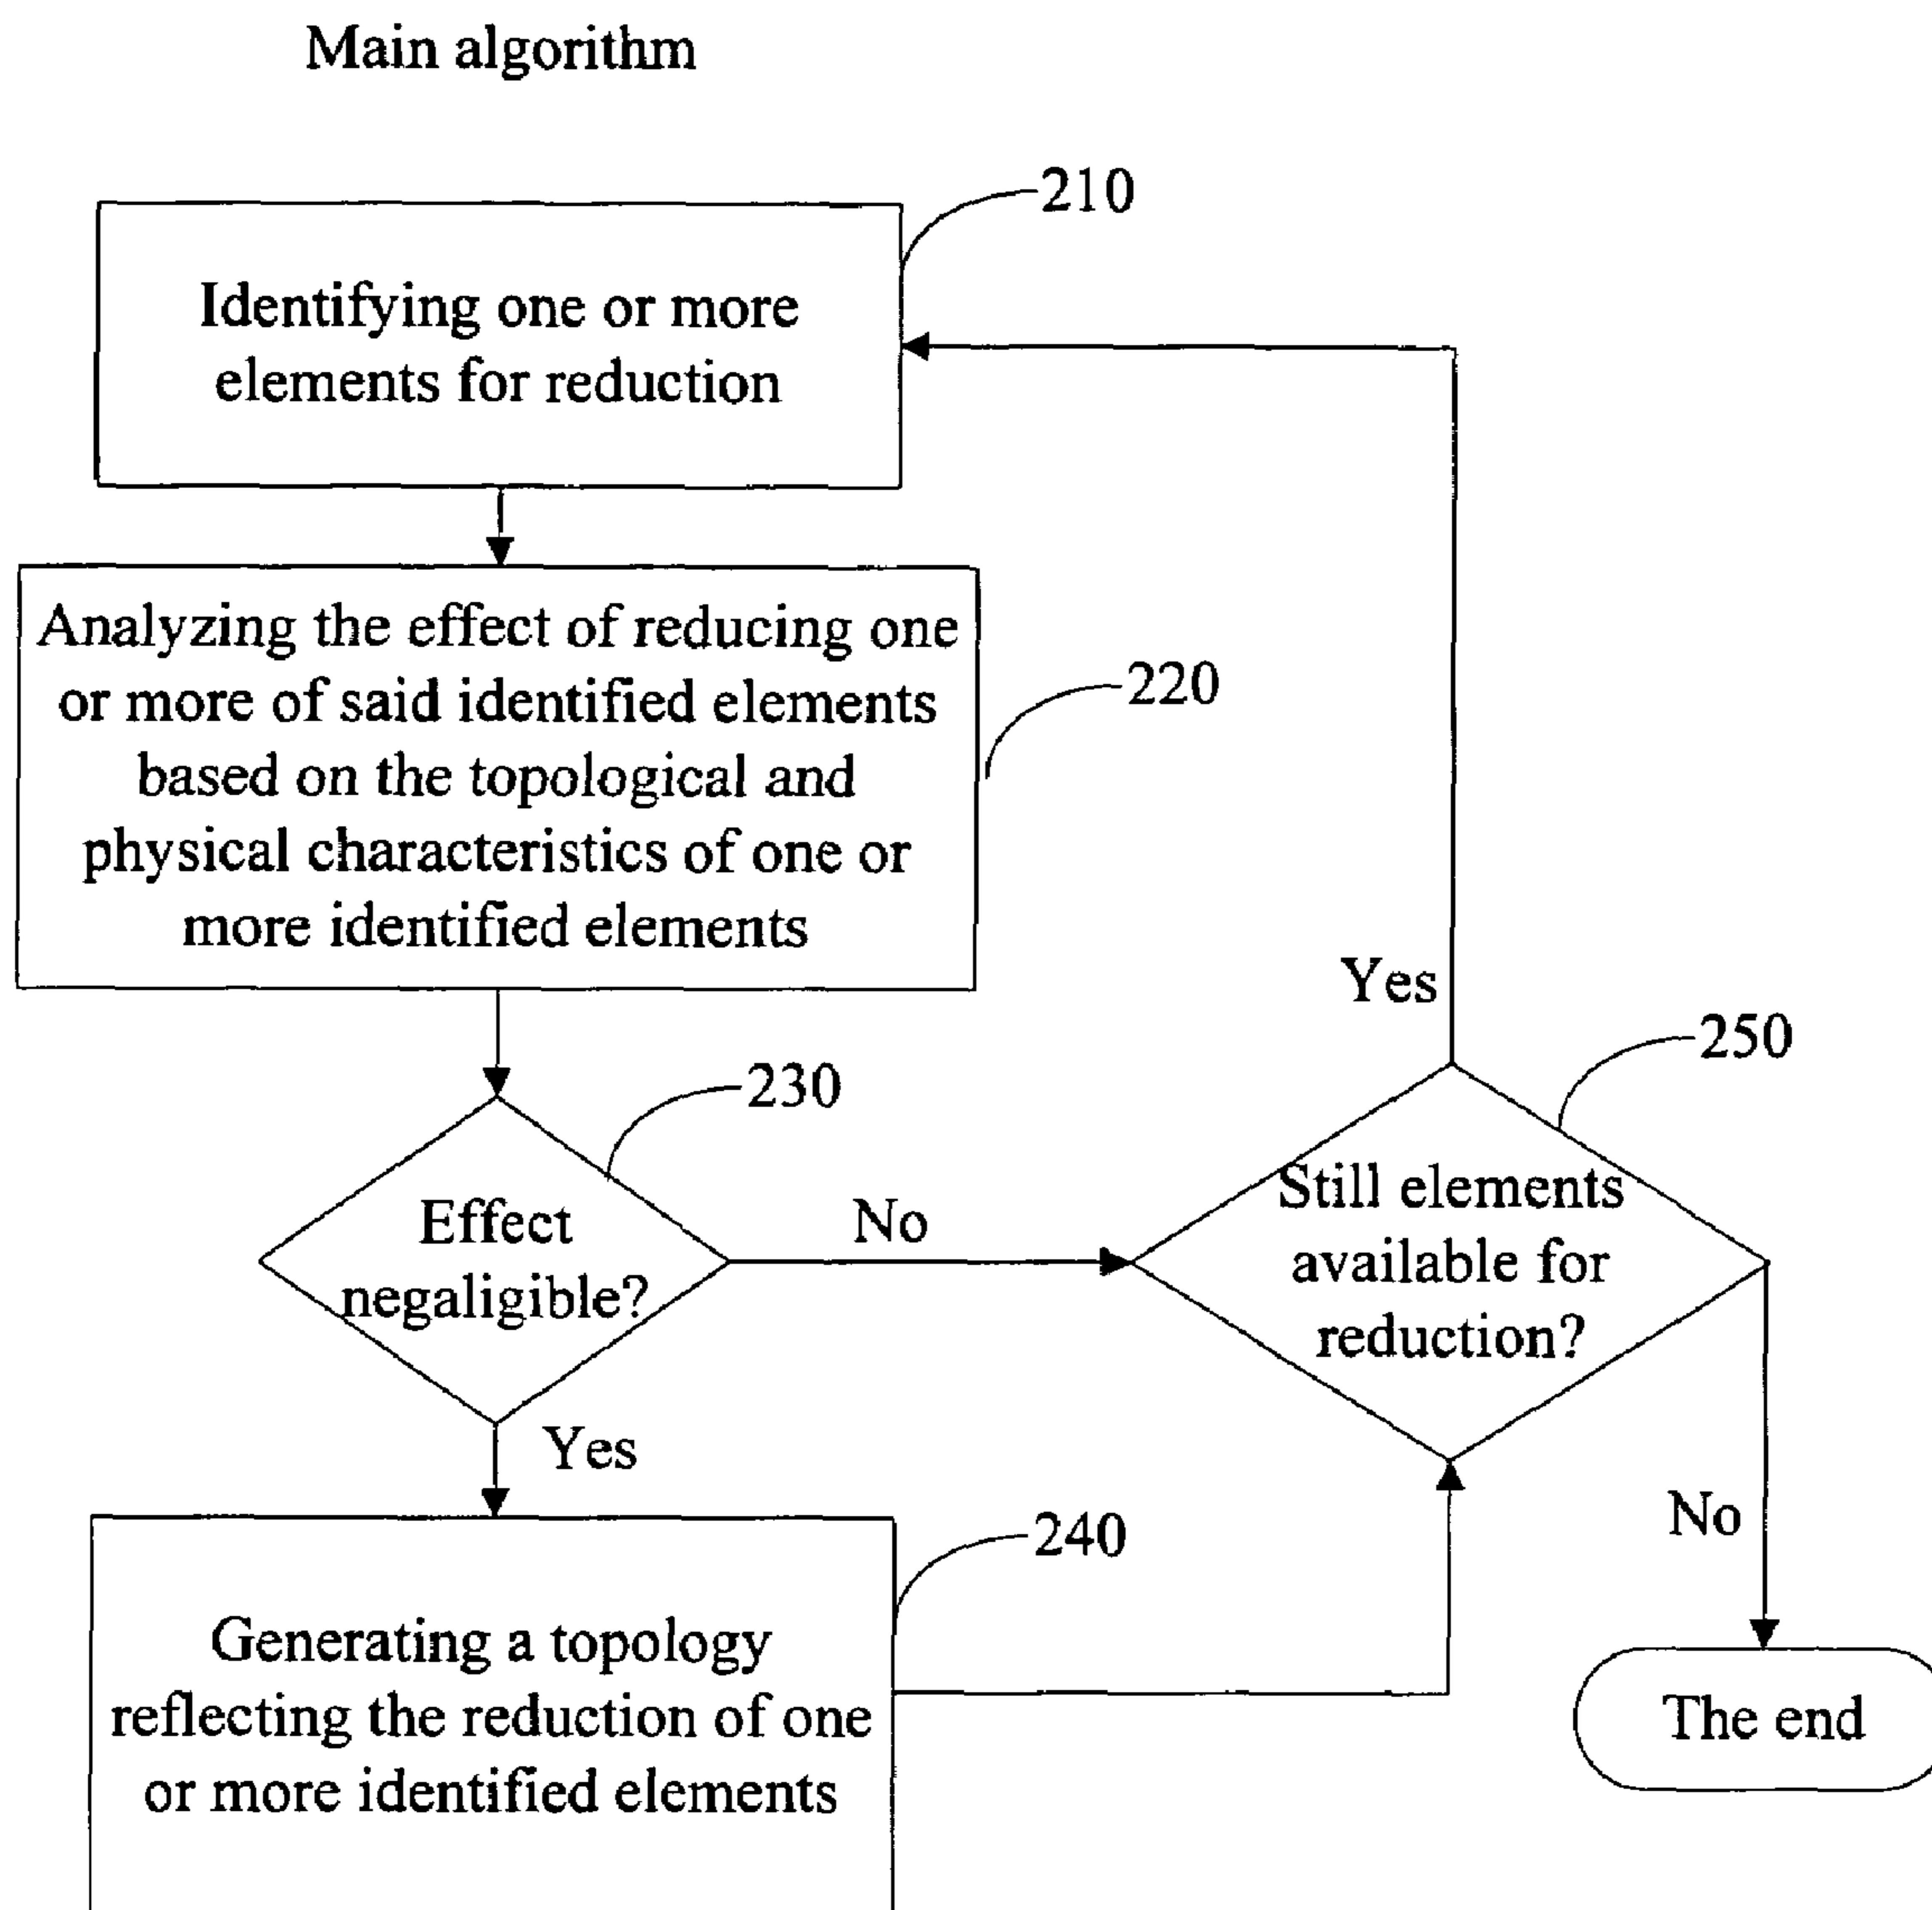 Main algorithm
210
Identifying one or more
elements for reduction
Analyzing the effect of reducing one
or more of said identified elements
based on the topological and
physical characteristics of one or
more identified elements
220
Yes
250
230
Effect
negaligible?
No
Still elements
available for
reduction?
Yes
240
No
Generating a topology
reflecting the reduction of one
or more identified elements
The end